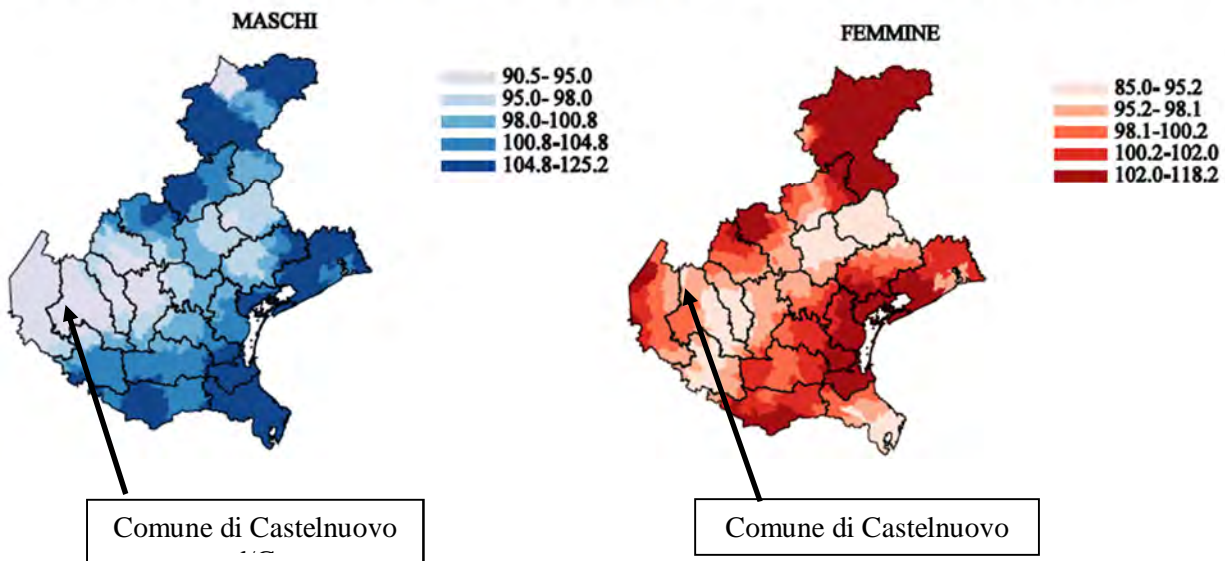 MASCHI
90.5- 95.0
95.0- 98.0
98.0-100.8
100.8-104.8
104.8-125.2
FEMMINE
85.0- 95.2
95.2- 98.1
98.1-100.2
100.2-102.0
102.0-118.2
Comune di Castelnuovo
Comune di Castelnuovo